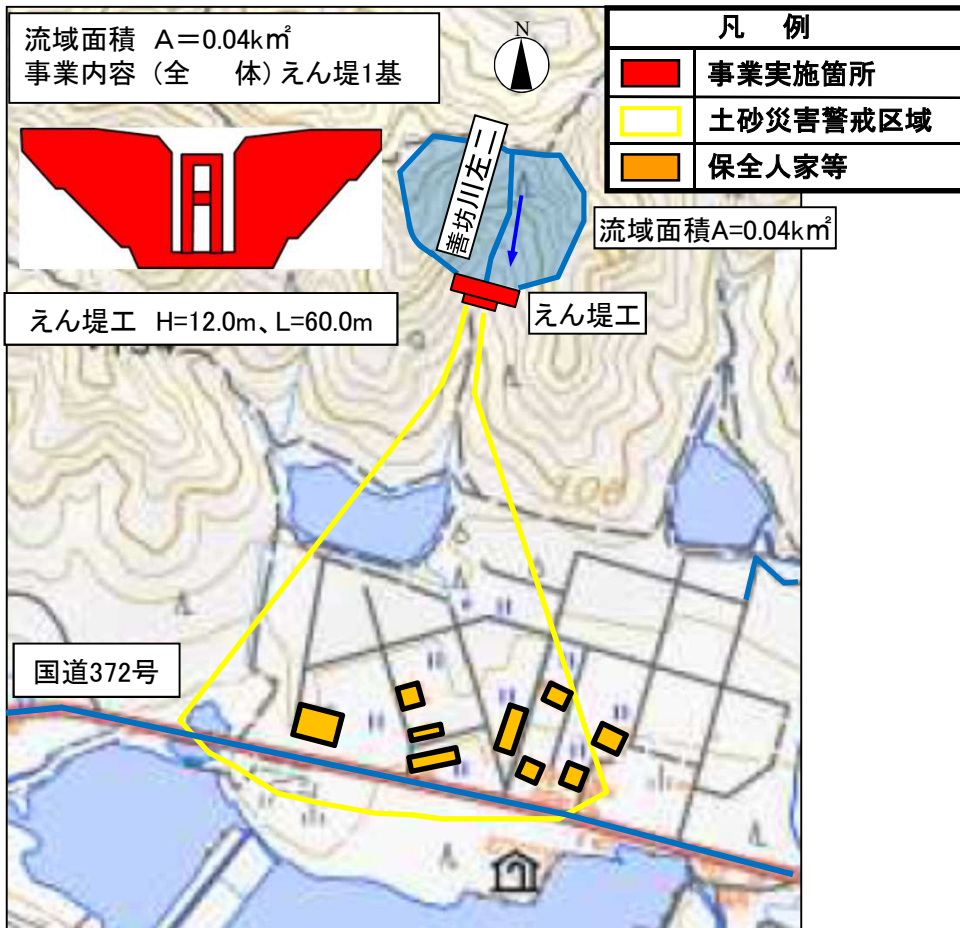 流域面積 A=0.04k㎡
事業内容 (全 体) えん堤1基
N
凡 例
事業実施箇所
土砂災害警戒区域
保全人家等
善坊川左二
流域面積A=0.04k㎡
えん堤工 H=12.0m、L=60.0m
えん堤工
国道372号